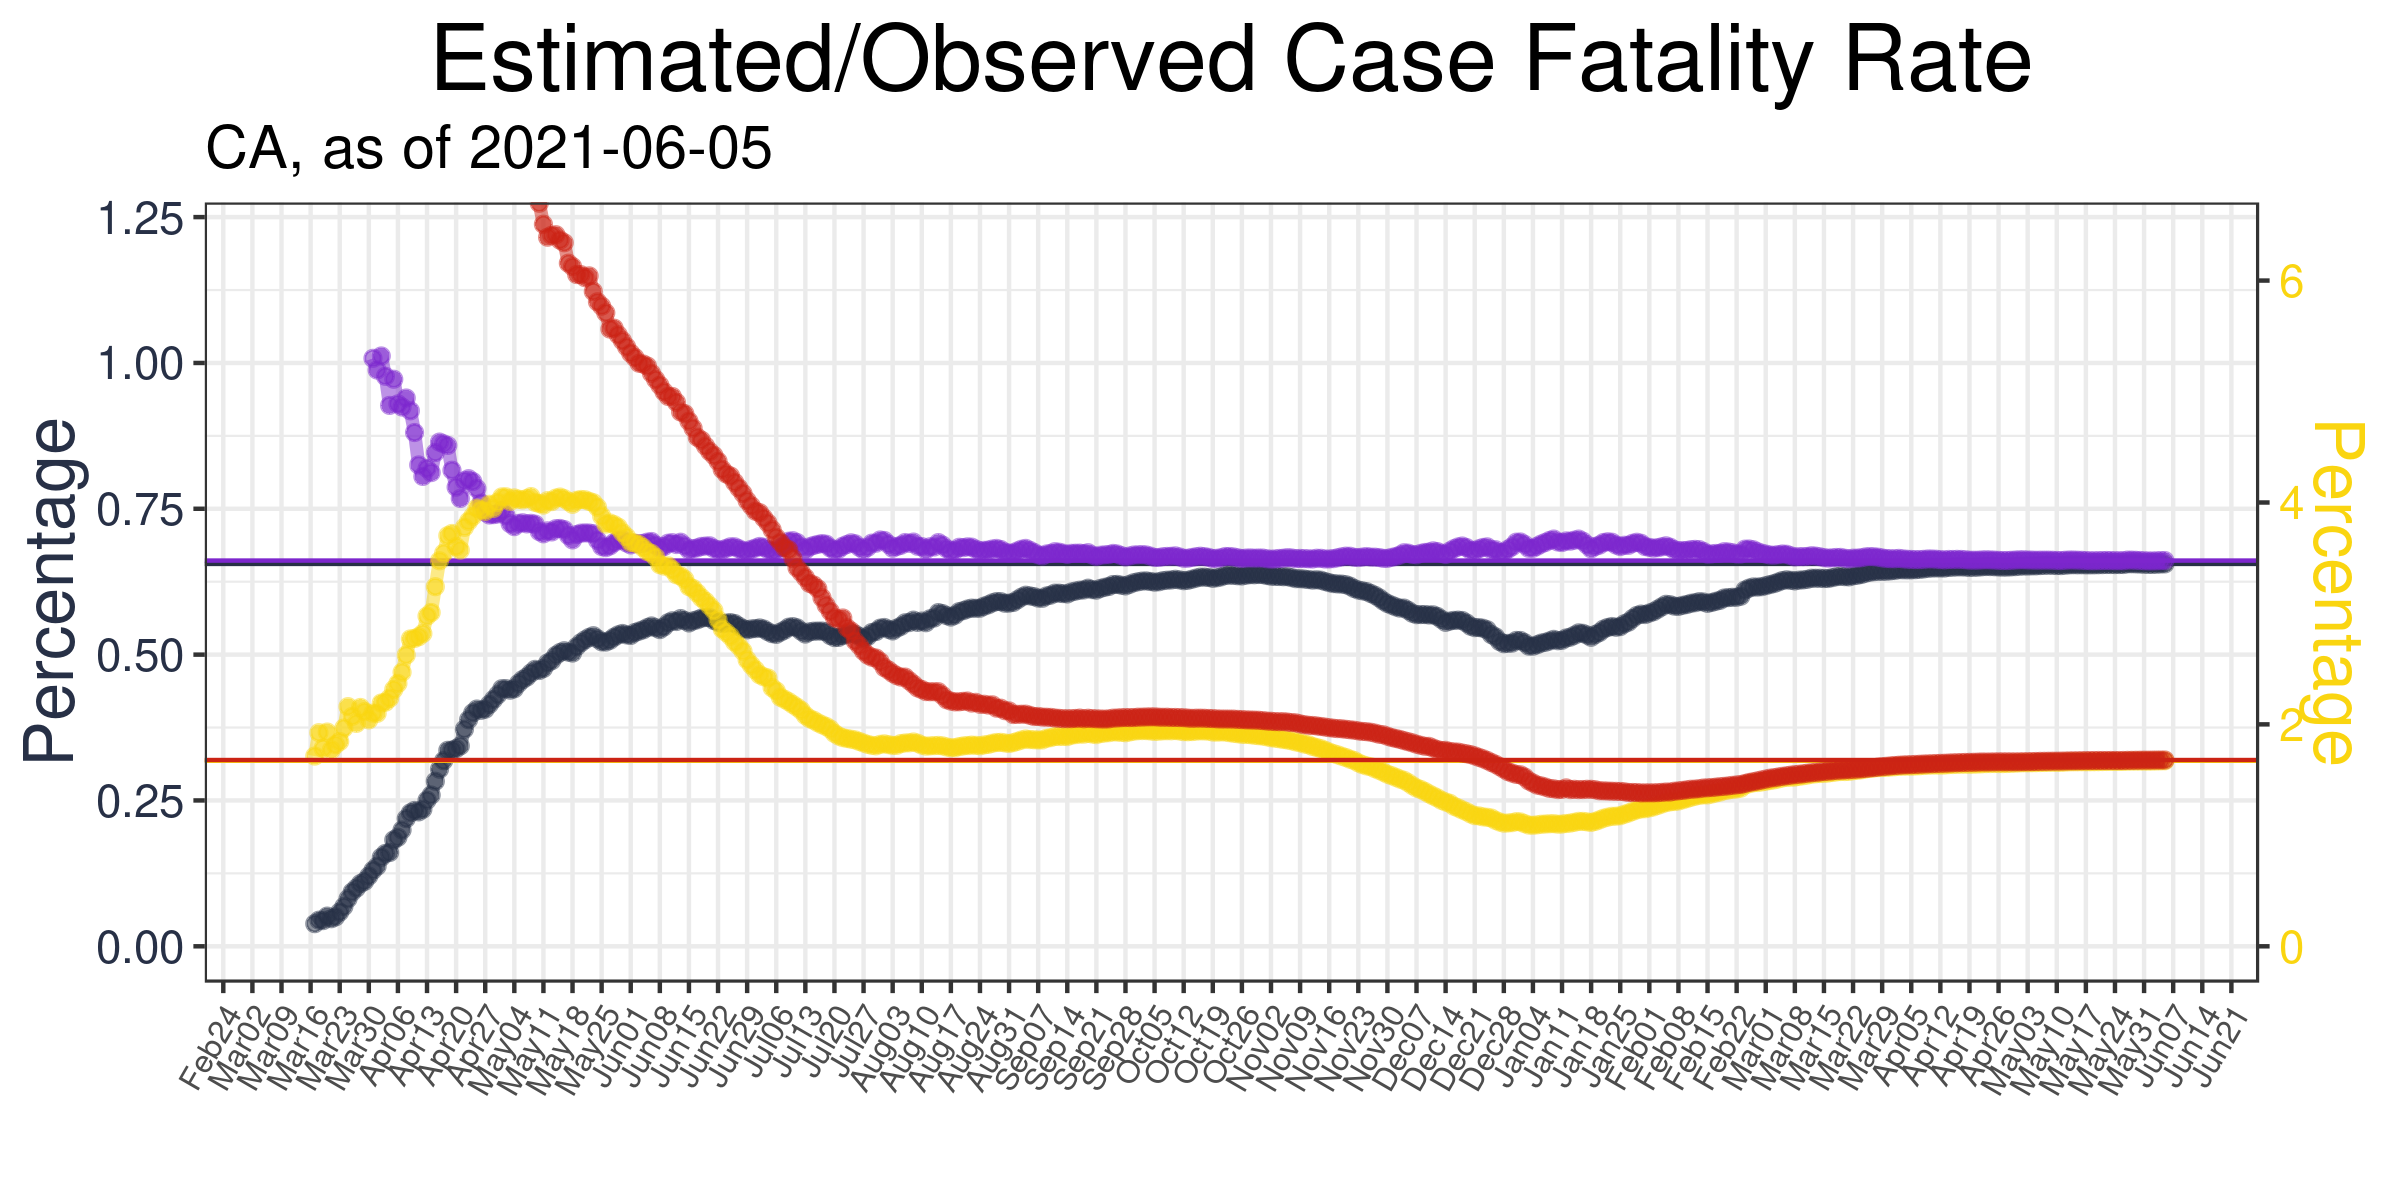 Estimated/Observed Case Fatality Rate
CA, as of 2021-06-05
Percentage
1.25
1.00
0.75
0.50
0.25
0.00
6
4
2
0
Percentage
Feb24
Mar02
Mar09
Mar16
Mar23
Mar30
Apr06
Apr13
Apr20
Apr27
May04
May11
May18
May25
Jun01
Jun08
Jun15
Jun22
Jun29
Jul06
Jul13
Jul20
Jul27
Aug03
Aug10
Aug17
Aug24
Aug31
Sep07
Sep14
Sep21
Sep28
Oct05
Oct12
Oct19
Oct26
Nov02
Nov09
Nov16
Nov23
Nov30
Dec07
Dec14
Dec21
Dec28
Jan04
Jan11
Jan18
Jan25
Feb01
Feb08
Feb15
Feb22
Mar01
Mar08
Mar15
Mar22
Mar29
Apr05
Apr12
Apr19
Apr26
May03
May10
May17
May24
May31
Jun07
Jun14
Jun21